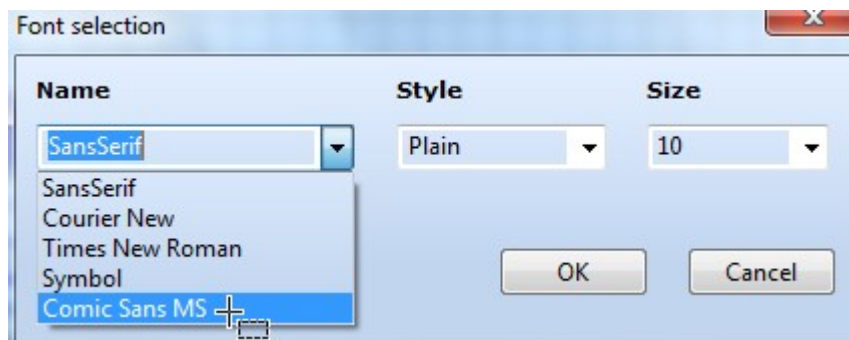 Font selection
Name Style Size
SansSerif Plain 10
SansSerif
Courier New
Times New Roman
Symbol
Comic Sans MS
OK Cancel